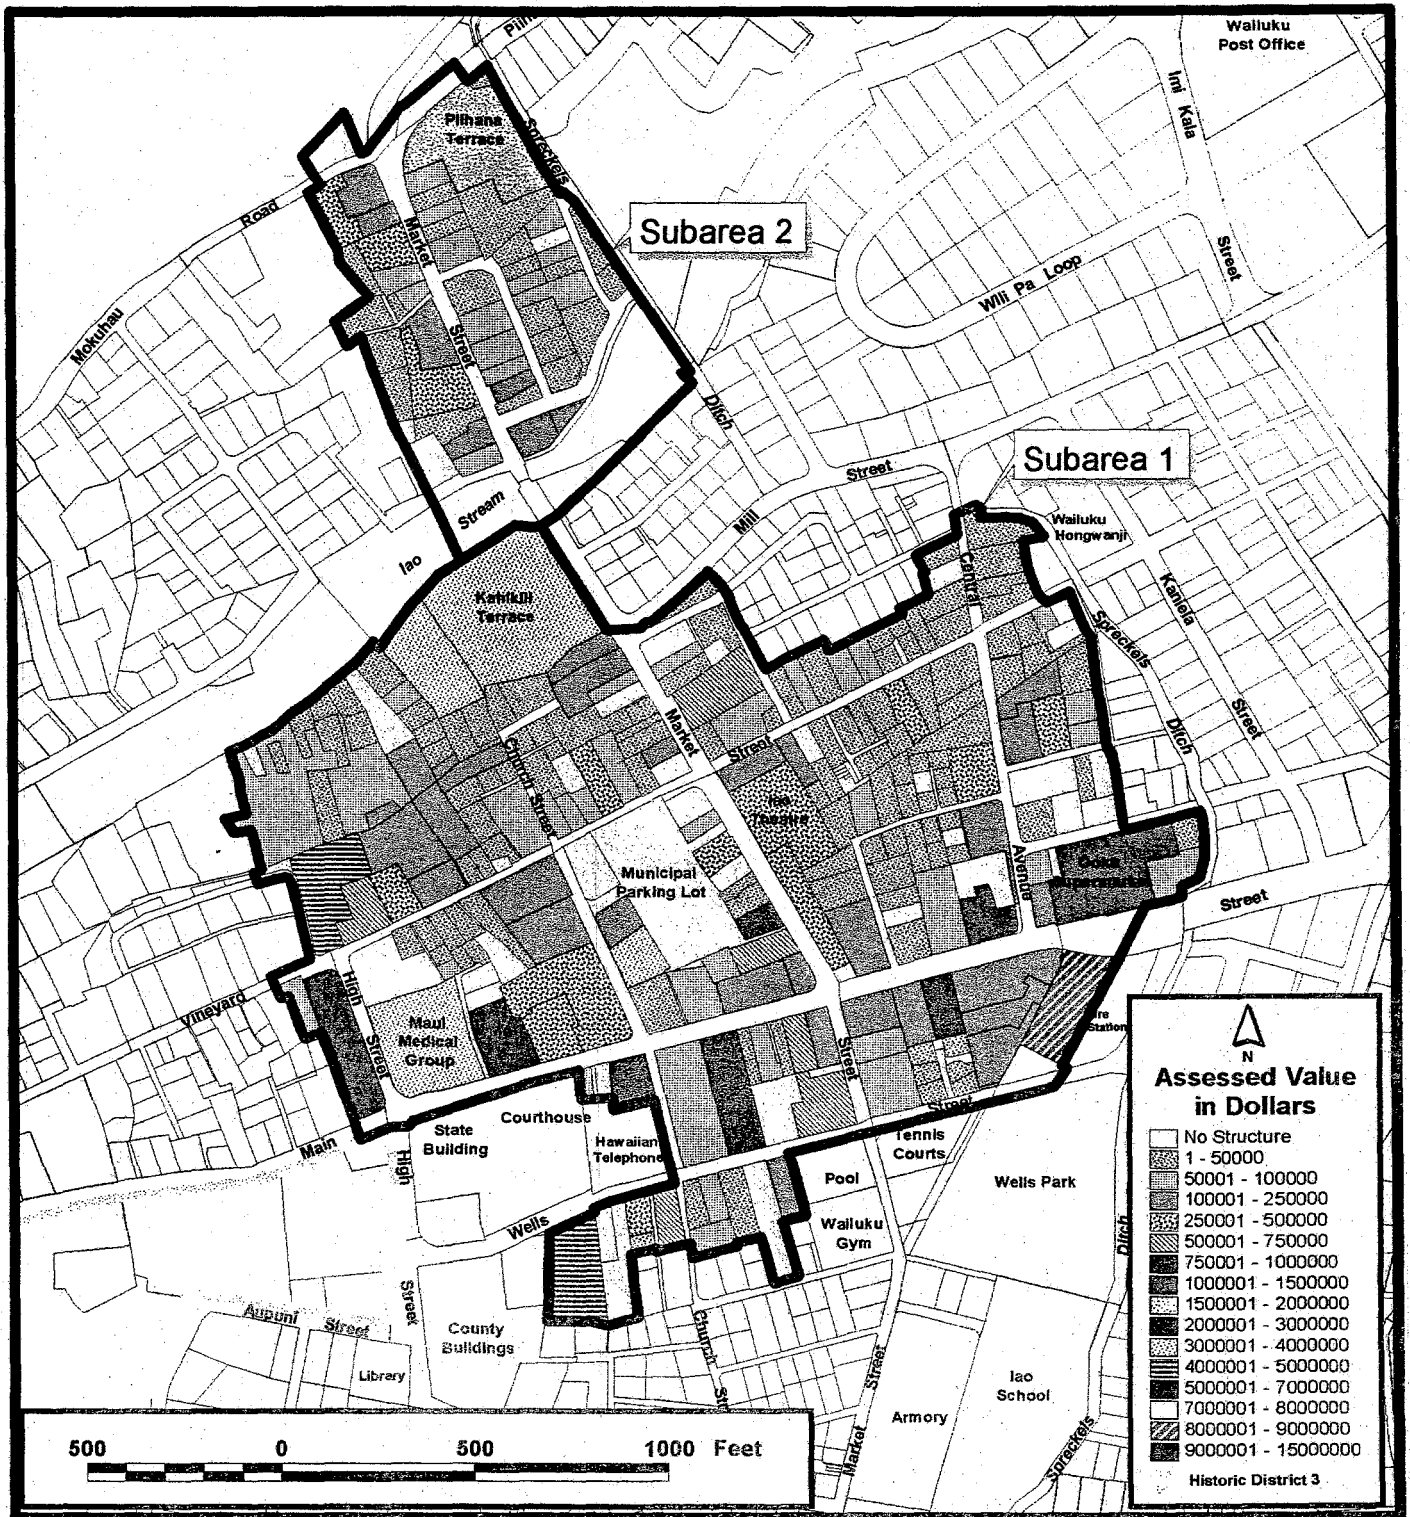 Wailuku
Post Office
Imi Kala
Street
Piihana
Terrace
Spreckels
Road
Market
Street
Subarea 2
Wili Pa Loop
Mokuhau
Ditch
Street
Subarea 1
Mill
Stream
Iao
Wailuku
Hongwanji
Central
Kaniela
Street
Spreckels
Ditch
Kahikili
Terrace
Market
Street
Church Street
Iao
Theatre
Municipal
Parking Lot
Avenue
Ooka
Supermarket
Street
Vineyard
High
Street
Maui
Medical
Group
Street
Station
Main
State
Building
Courthouse
Hawaiian
Telephone
Street
Tennis
Courts
High
Pool
Wells Park
Wells
Wailuku
Gym
Ditch
Street
Aupuni Street
County
Buildings
Library
Church
Street
Market
Armory
Iao
School
Spreckels
N
Assessed Value
in Dollars
No Structure
1 - 50000
50001 - 100000
100001 - 250000
250001 - 500000
500001 - 750000
750001 - 1000000
1000001 - 1500000
1500001 - 2000000
2000001 - 3000000
3000001 - 4000000
4000001 - 5000000
5000001 - 7000000
7000001 - 8000000
8000001 - 9000000
9000001 - 15000000
Historic District 3
500 0 500 1000 Feet